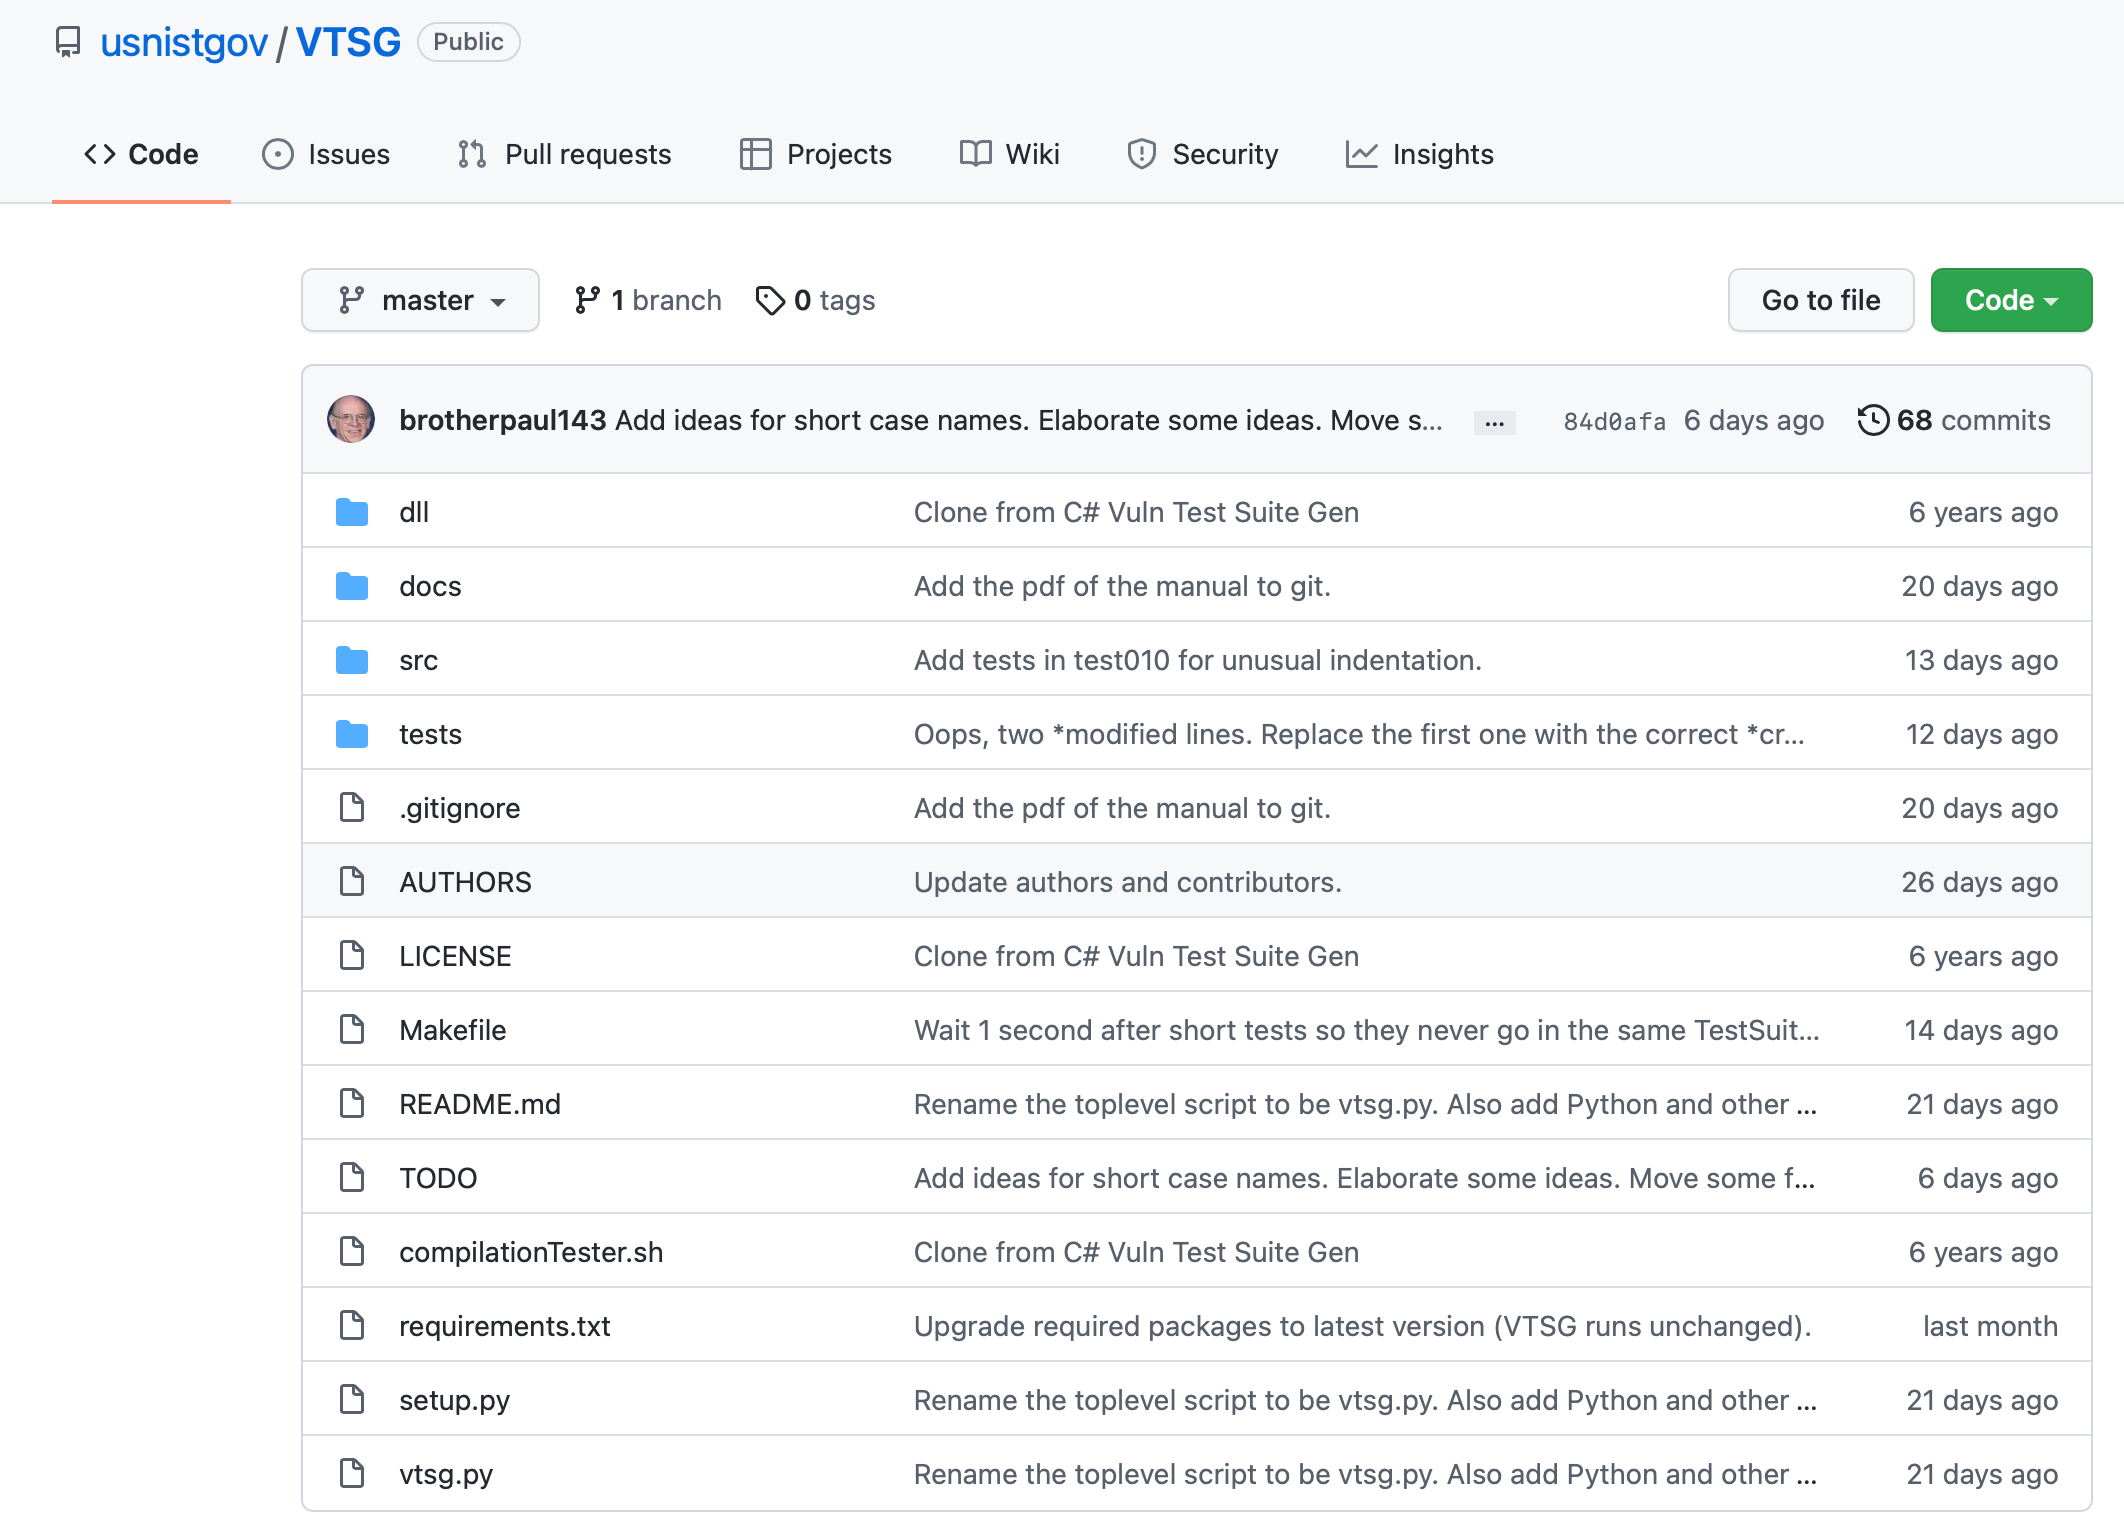 usnistgov / VTSG Public
Code Issues Pull requests Projects Wiki Security Insights
master 1 branch 0 tags Go to file Code
brotherpaul143 Add ideas for short case names. Elaborate some ideas. Move s... ... 84d0afa 6 days ago 68 commits
dll Clone from C# Vuln Test Suite Gen 6 years ago
docs Add the pdf of the manual to git. 20 days ago
src Add tests in test010 for unusual indentation. 13 days ago
tests Oops, two *modified lines. Replace the first one with the correct *cr... 12 days ago
.gitignore Add the pdf of the manual to git. 20 days ago
AUTHORS Update authors and contributors. 26 days ago
LICENSE Clone from C# Vuln Test Suite Gen 6 years ago
Makefile Wait 1 second after short tests so they never go in the same TestSuit... 14 days ago
README.md Rename the toplevel script to be vtsg.py. Also add Python and other ... 21 days ago
TODO Add ideas for short case names. Elaborate some ideas. Move some f... 6 days ago
compilationTester.sh Clone from C# Vuln Test Suite Gen 6 years ago
requirements.txt Upgrade required packages to latest version (VTSG runs unchanged). last month
setup.py Rename the toplevel script to be vtsg.py. Also add Python and other ... 21 days ago
vtsg.py Rename the toplevel script to be vtsg.py. Also add Python and other ... 21 days ago